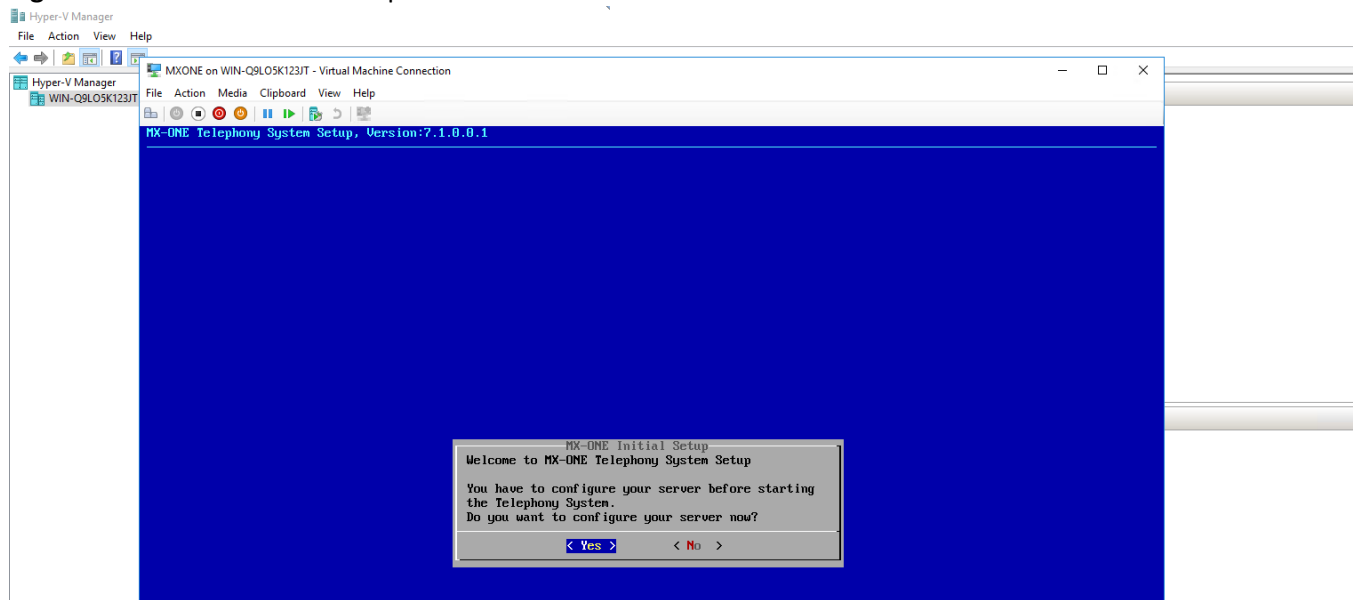 Hyper-V Manager
File Action View Help
Hyper-V Manager
WIN-Q9LO5K123JT
MXONE on WIN-Q9LO5K123JT - Virtual Machine Connection
File Action Media Clipboard View Help
MX-ONE Telephony System Setup, Version:7.1.0.0.1
MX-ONE Initial Setup
Welcome to MX-ONE Telephony System Setup
You have to configure your server before starting
the Telephony System.
Do you want to configure your server now?
< Yes > < No >